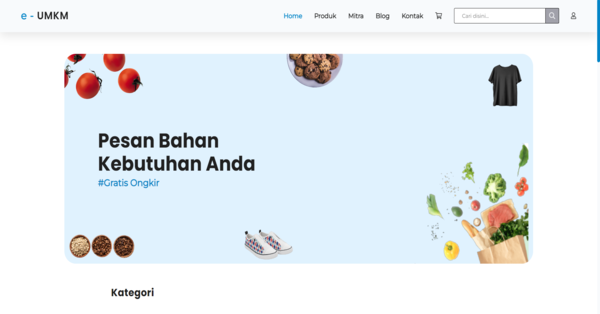 e - UMKM
Home Produk Mitra Blog Kontak Cari disini...
Pesan Bahan
Kebutuhan Anda
#Gratis Ongkir
Kategori